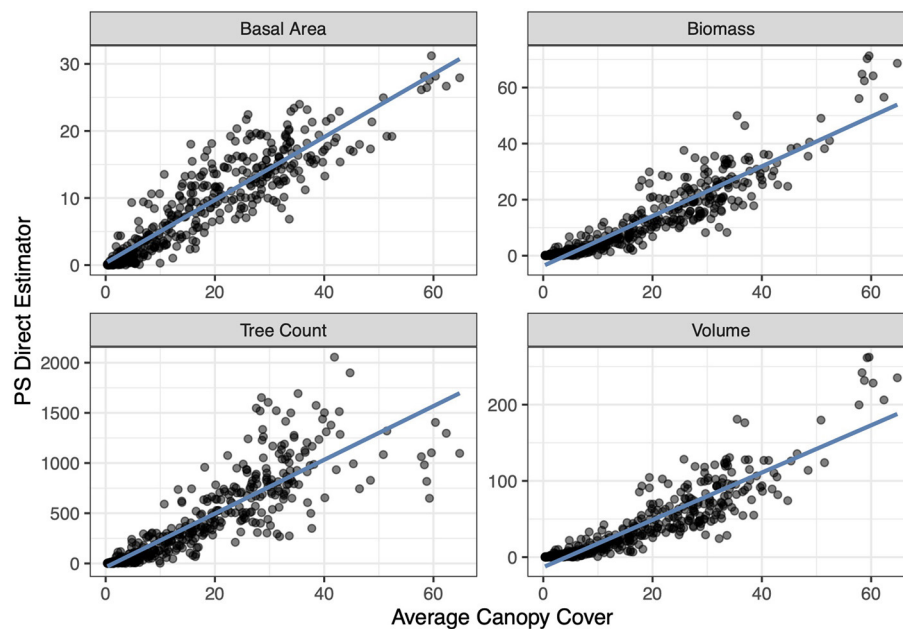 Basal Area
Biomass
30
20
10
0
60
40
20
0
0 20 40 60
0 20 40 60
PS Direct Estimator
Tree Count
Volume
2000
1500
1000
500
0
200
100
0
0 20 40 60
0 20 40 60
Average Canopy Cover